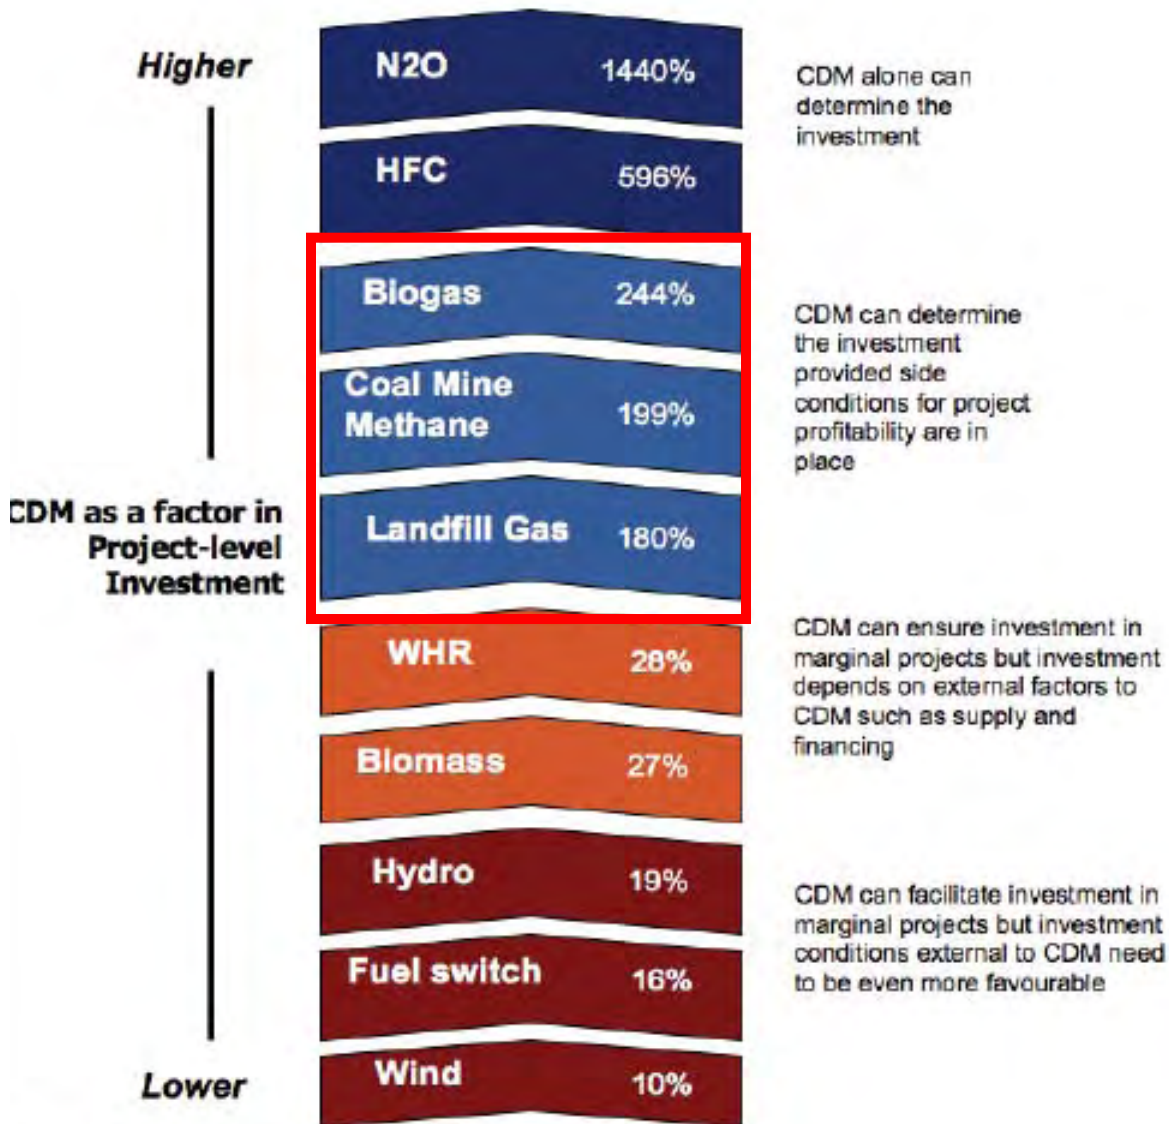 Higher
N2O 1440%
CDM alone can
determine the
investment
HFC 596%
Biogas 244%
CDM can determine
the investment
provided side
conditions for project
profitability are in
place
Coal Mine
Methane 199%
CDM as a factor in
Project-level
Investment
Landfill Gas 180%
WHR 28%
CDM can ensure investment in
marginal projects but investment
depends on external factors to
CDM such as supply and
financing
Biomass 27%
Hydro 19%
CDM can facilitate investment in
marginal projects but investment
conditions external to CDM need
to be even more favourable
Fuel switch 16%
Wind 10%
Lower